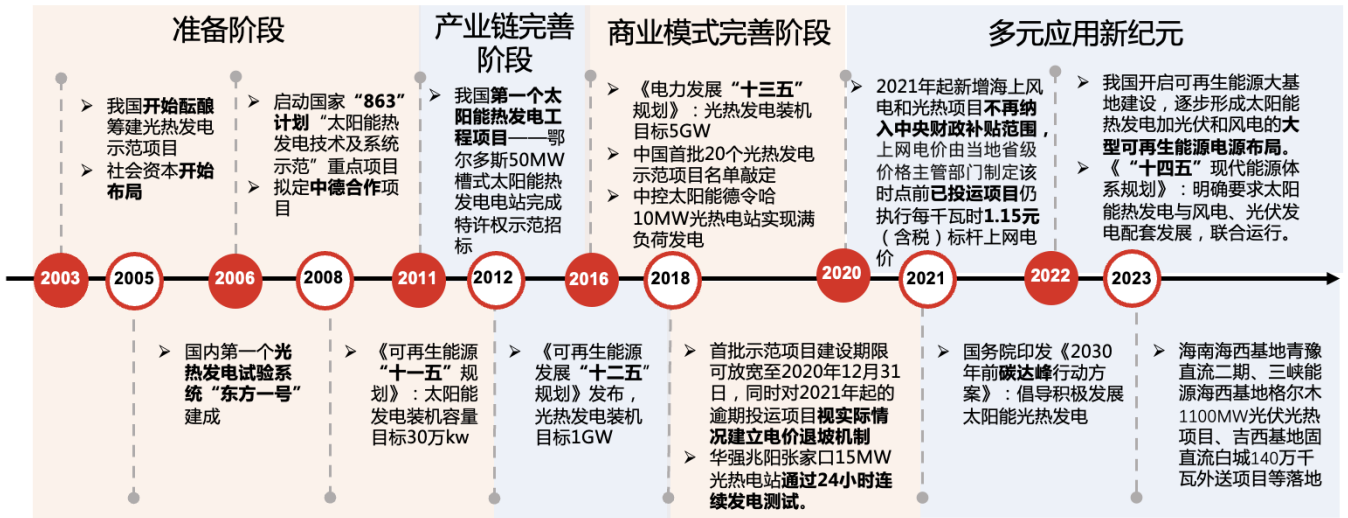 准备阶段
产业链完善
阶段
商业模式完善阶段
多元应用新纪元
我国开始酝酿
筹建光热发电
示范项目
社会资本开始
布局
启动国家“863”
计划“太阳能热
发电技术及系统
示范”重点项目
拟定中德合作项
目
我国第一个太
阳能热发电工
程项目——鄂
尔多斯50MW
槽式太阳能热
发电电站完成
特许权示范招
标
《电力发展“十三五”
规划》：光热发电装机
目标5GW
中国首批20个光热发电
示范项目名单敲定
中控太阳能德令哈
10MW光热电站实现满
负荷发电
2021年起新增海上风
电和光热项目不再纳
入中央财政补贴范围，
上网电价由当地省级
价格主管部门制定该
时点前已投运项目仍
执行每千瓦时1.15元
（含税）标杆上网电
价
我国开启可再生能源大基
地建设，逐步形成太阳能
热发电加光伏和风电的大
型可再生能源电源布局。
《“十四五”现代能源体
系规划》：明确要求太阳
能热发电与风电、光伏发
电配套发展，联合运行。
2003
2005
2006
2008
2011
2012
2016
2018
2020
2021
2022
2023
国内第一个光
热发电试验系
统“东方一号”
建成
《可再生能源
“十一五”规
划》：太阳能
发电装机容量
目标30万kw
《可再生能源
发展“十二五”
规划》发布，
光热发电装机
目标1GW
首批示范项目建设期限
可放宽至2020年12月31
日，同时对2021年起的
逾期投运项目视实际情
况建立电价退坡机制
华强兆阳张家口15MW
光热电站通过24小时连
续发电测试。
国务院印发《2030
年前碳达峰行动方
案》：倡导积极发展
太阳能光热发电
海南海西基地青豫
直流二期、三峡能
源海西基地格尔木
1100MW光伏光热
项目、吉西基地固
直流白城140万千
瓦外送项目等落地